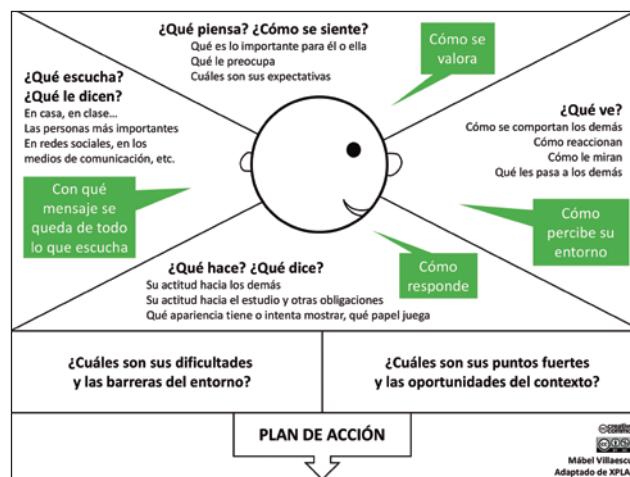 ¿Qué piensa? ¿Cómo se siente?
Qué es lo importante para él o ella
Qué le preocupa
Cuáles son sus expectativas
Cómo se
valora
¿Qué escucha?
¿Qué le dicen?
En casa, en clase...
Las personas más importantes
En redes sociales, en los
medios de comunicación, etc.
Con qué
mensaje se
queda de todo
lo que escucha
¿Qué ve?
Cómo se comportan los demás
Cómo reaccionan
Cómo le miran
Qué les pasa a los demás
Cómo
percibe su
entorno
¿Qué hace? ¿Qué dice?
Su actitud hacia los demás
Su actitud hacia el estudio y otras obligaciones
Qué apariencia tiene o intenta mostrar, qué papel juega
Cómo
responde
¿Cuáles son sus dificultades
y las barreras del entorno?
¿Cuáles son sus puntos fuertes
y las oportunidades del contexto?
PLAN DE ACCIÓN
Mábel Villaescu
Adaptado de XPLA